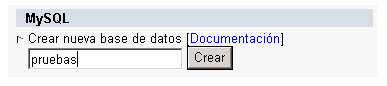 MySQL
Crear nueva base de datos [Documentación]
pruebas Crear